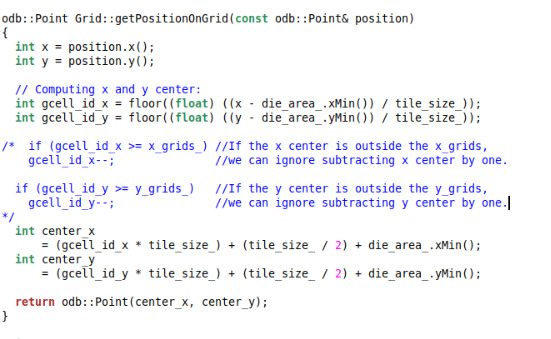 odb::Point Grid::getPositionOnGrid(const odb::Point& position)
{
  int x = position.x();
  int y = position.y();

  // Computing x and y center:
  int gcell_id_x = floor((float) ((x - die_area_.xMin()) / tile_size_));
  int gcell_id_y = floor((float) ((y - die_area_.yMin()) / tile_size_));

/*  if (gcell_id_x >= x_grids_) //If the x center is outside the x_grids,
    gcell_id_x--;               //we can ignore subtracting x center by one.

  if (gcell_id_y >= y_grids_)   //If the y center is outside the y_grids,
    gcell_id_y--;               //we can ignore subtracting y center by one.
*/
  int center_x
      = (gcell_id_x * tile_size_) + (tile_size_ / 2) + die_area_.xMin();
  int center_y
      = (gcell_id_y * tile_size_) + (tile_size_ / 2) + die_area_.yMin();

  return odb::Point(center_x, center_y);
}